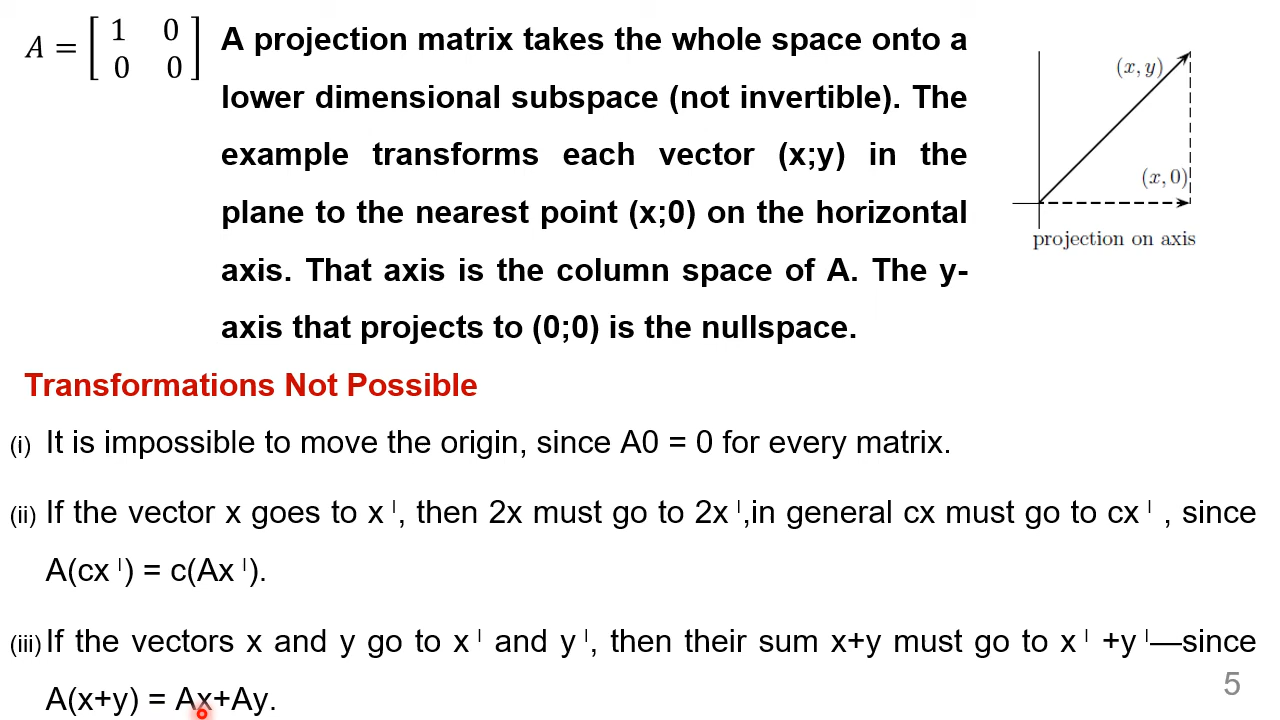 A = [ 1 0
0 0 ]
A projection matrix takes the whole space onto a
lower dimensional subspace (not invertible). The
example transforms each vector (x;y) in the
plane to the nearest point (x;0) on the horizontal
axis. That axis is the column space of A. The y-
axis that projects to (0;0) is the nullspace.
(x, y)
(x, 0)
projection on axis
Transformations Not Possible
(i) It is impossible to move the origin, since A0 = 0 for every matrix.
(ii) If the vector x goes to x ˡ, then 2x must go to 2x ˡ,in general cx must go to cx ˡ , since
A(cx ˡ) = c(Ax ˡ).
(iii) If the vectors x and y go to x ˡ and y ˡ, then their sum x+y must go to x ˡ +y ˡ—since
A(x+y) = Ax+Ay.
5